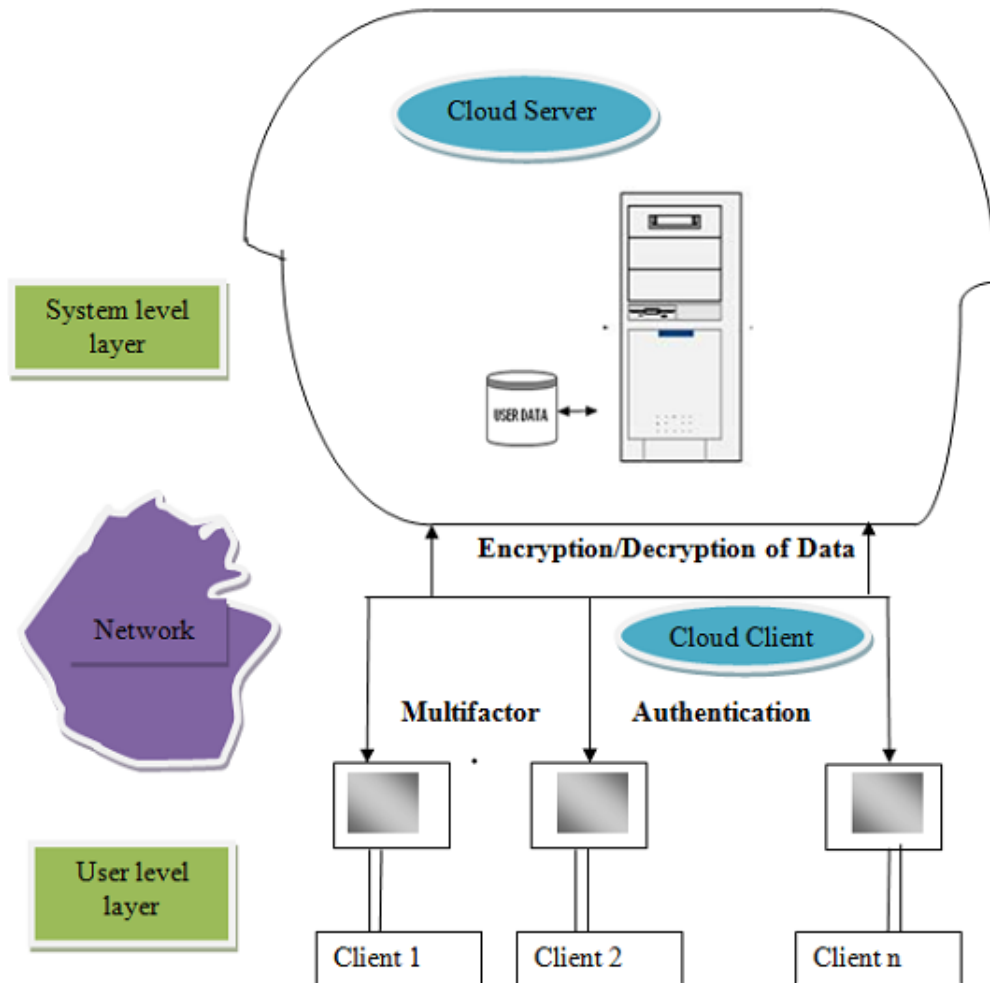 Cloud Server
System level
layer
USER DATA
Encryption/Decryption of Data
Network
Cloud Client
Multifactor Authentication
User level
layer
Client 1
Client 2
Client n